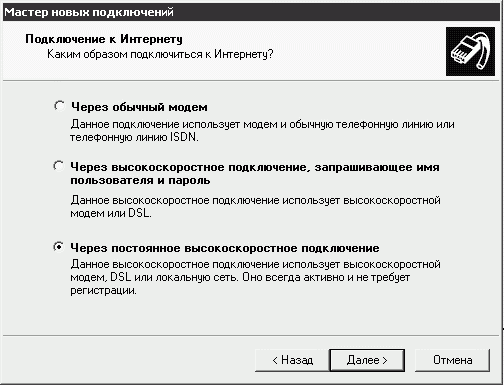 Мастер новых подключений
Подключение к Интернету
Каким образом подключиться к Интернету?
Через обычный модем
Данное подключение использует модем и обычную телефонную линию или
телефонную линию ISDN.
Через высокоскоростное подключение, запрашивающее имя
пользователя и пароль
Данное высокоскоростное подключение использует высокоскоростной
модем или DSL.
Через постоянное высокоскоростное подключение
Данное высокоскоростное подключение использует высокоскоростной
модем, DSL или локальную сеть. Оно всегда активно и не требует
регистрации.
< Назад Далее > Отмена